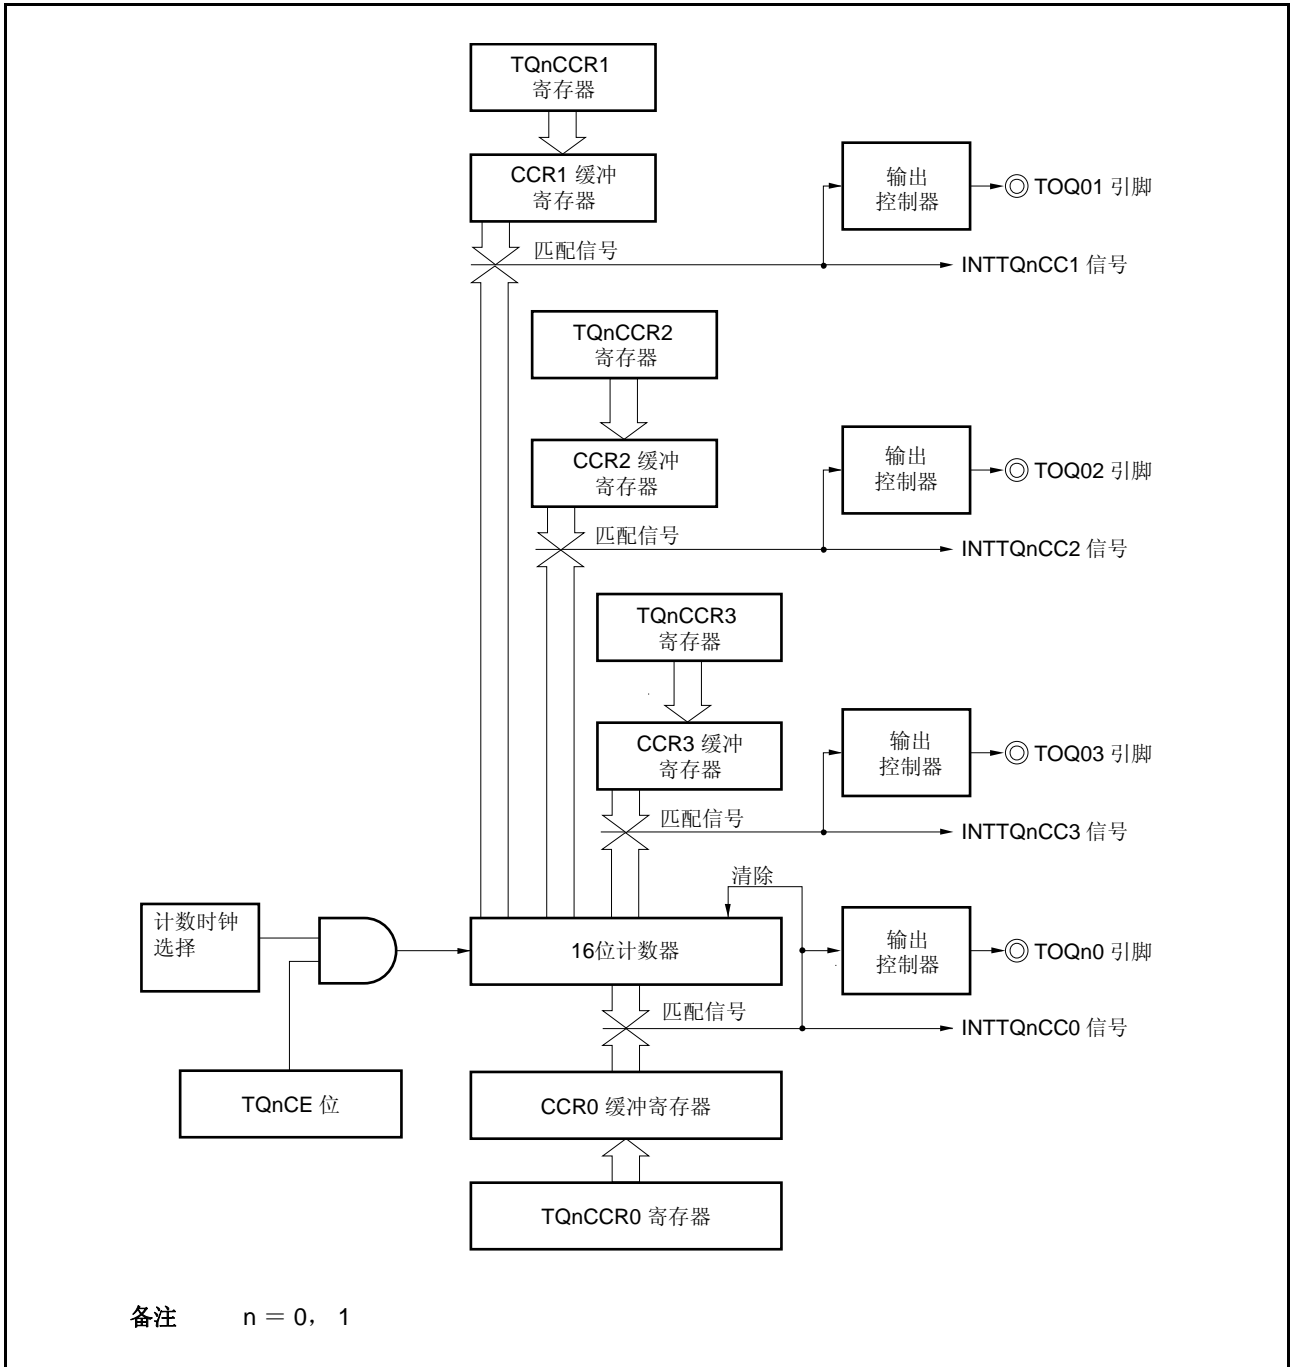 TQnCCR1
寄存器
CCR1 缓冲
寄存器
匹配信号
输出
控制器
TOQ01 引脚
INTTQnCC1 信号
TQnCCR2
寄存器
CCR2 缓冲
寄存器
匹配信号
输出
控制器
TOQ02 引脚
INTTQnCC2 信号
TQnCCR3
寄存器
CCR3 缓冲
寄存器
匹配信号
输出
控制器
TOQ03 引脚
INTTQnCC3 信号
清除
计数时钟
选择
16位计数器
输出
控制器
TOQn0 引脚
匹配信号
INTTQnCC0 信号
TQnCE 位
CCR0 缓冲寄存器
TQnCCR0 寄存器
备注 n = 0, 1